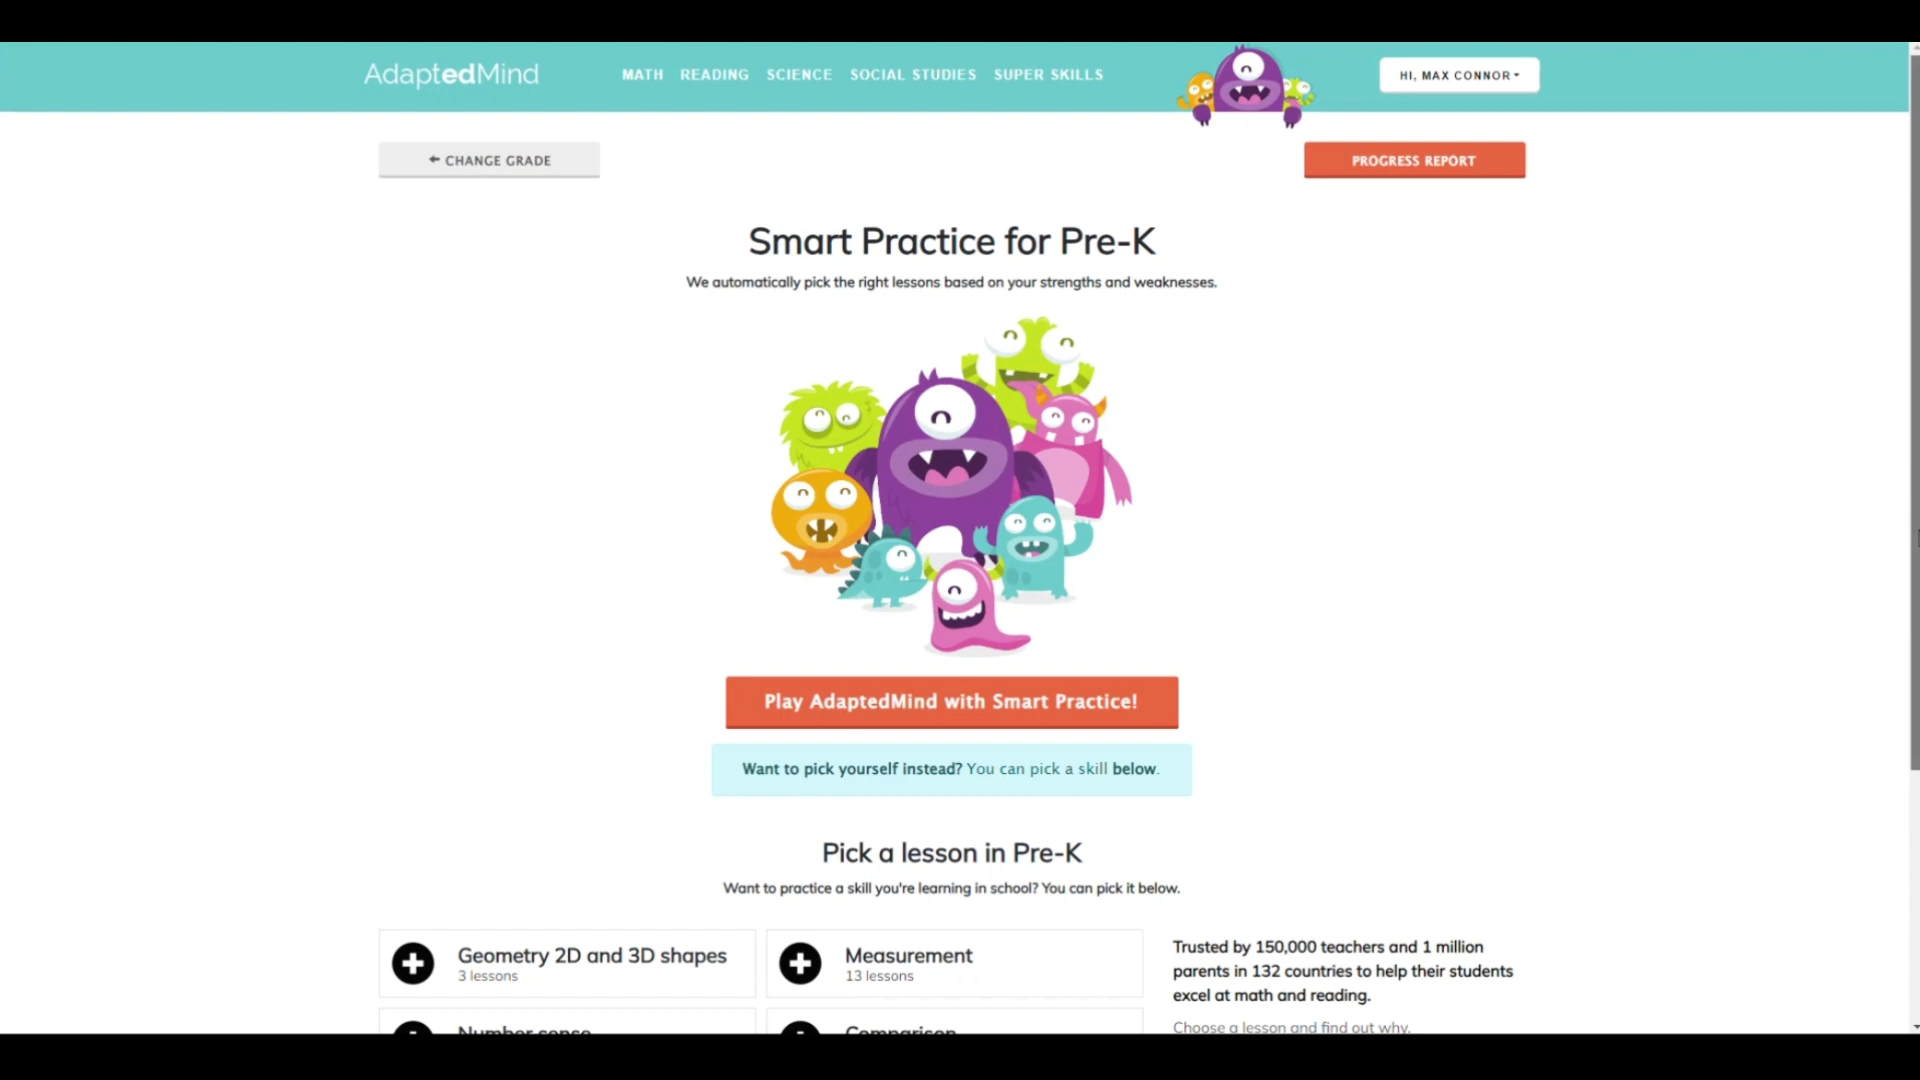 AdaptedMind
MATH READING SCIENCE SOCIAL STUDIES SUPER SKILLS
HI, MAX CONNOR
CHANGE GRADE
PROGRESS REPORT
Smart Practice for Pre-K
We automatically pick the right lessons based on your strengths and weaknesses.
Play AdaptedMind with Smart Practice!
Want to pick yourself instead? You can pick a skill below.
Pick a lesson in Pre-K
Want to practice a skill you're learning in school? You can pick it below.
Geometry 2D and 3D shapes
3 lessons
Measurement
13 lessons
Trusted by 150,000 teachers and 1 million
parents in 132 countries to help their students
excel at math and reading.
Choose a lesson and find out why.
Number sense
Comparison